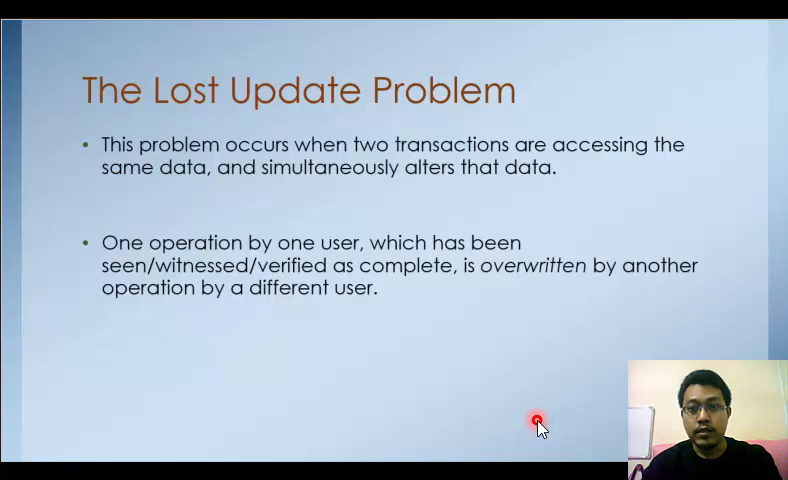 The Lost Update Problem
This problem occurs when two transactions are accessing the
same data, and simultaneously alters that data.
One operation by one user, which has been
seen/witnessed/verified as complete, is overwritten by another
operation by a different user.